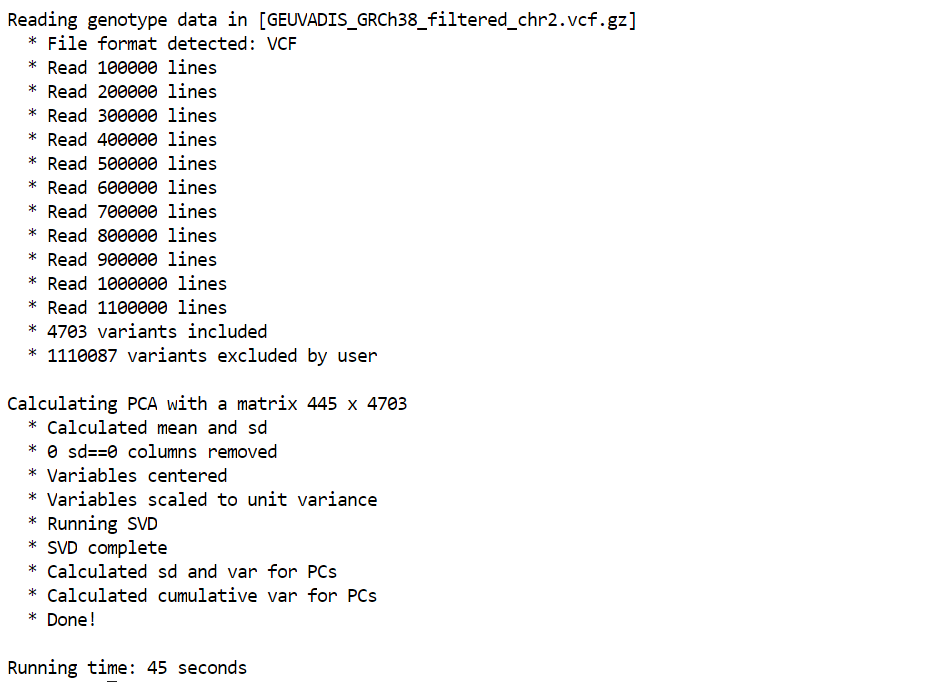 Reading genotype data in [GEUVADIS_GRCh38_filtered_chr2.vcf.gz]
  * File format detected: VCF
  * Read 100000 lines
  * Read 200000 lines
  * Read 300000 lines
  * Read 400000 lines
  * Read 500000 lines
  * Read 600000 lines
  * Read 700000 lines
  * Read 800000 lines
  * Read 900000 lines
  * Read 1000000 lines
  * Read 1100000 lines
  * 4703 variants included
  * 1110087 variants excluded by user

Calculating PCA with a matrix 445 x 4703
  * Calculated mean and sd
  * 0 sd==0 columns removed
  * Variables centered
  * Variables scaled to unit variance
  * Running SVD
  * SVD complete
  * Calculated sd and var for PCs
  * Calculated cumulative var for PCs
  * Done!

Running time: 45 seconds